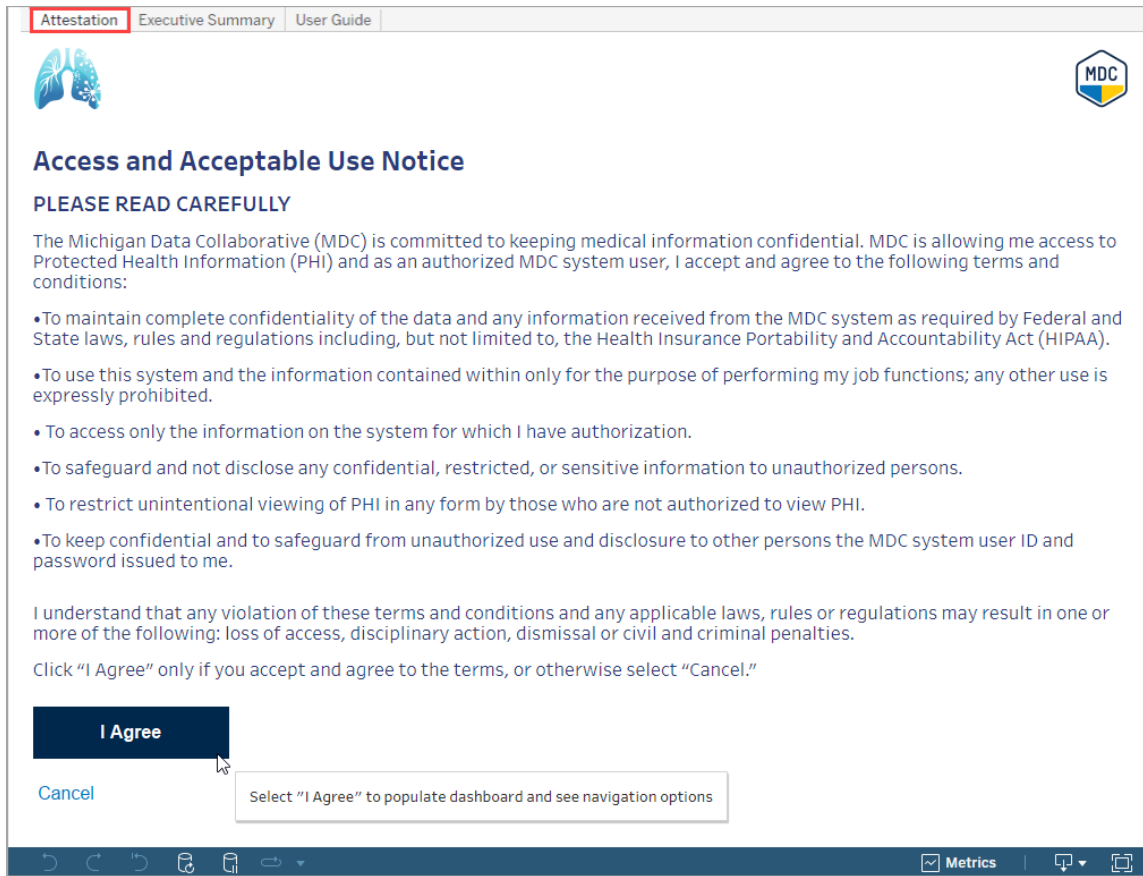 Attestation Executive Summary User Guide
MDC
Access and Acceptable Use Notice
PLEASE READ CAREFULLY
The Michigan Data Collaborative (MDC) is committed to keeping medical information confidential. MDC is allowing me access to
Protected Health Information (PHI) and as an authorized MDC system user, I accept and agree to the following terms and
conditions:
•To maintain complete confidentiality of the data and any information received from the MDC system as required by Federal and
State laws, rules and regulations including, but not limited to, the Health Insurance Portability and Accountability Act (HIPAA).
•To use this system and the information contained within only for the purpose of performing my job functions; any other use is
expressly prohibited.
• To access only the information on the system for which I have authorization.
•To safeguard and not disclose any confidential, restricted, or sensitive information to unauthorized persons.
• To restrict unintentional viewing of PHI in any form by those who are not authorized to view PHI.
•To keep confidential and to safeguard from unauthorized use and disclosure to other persons the MDC system user ID and
password issued to me.
I understand that any violation of these terms and conditions and any applicable laws, rules or regulations may result in one or
more of the following: loss of access, disciplinary action, dismissal or civil and criminal penalties.
Click “I Agree” only if you accept and agree to the terms, or otherwise select “Cancel.”
I Agree
Cancel
Select "I Agree" to populate dashboard and see navigation options
Metrics